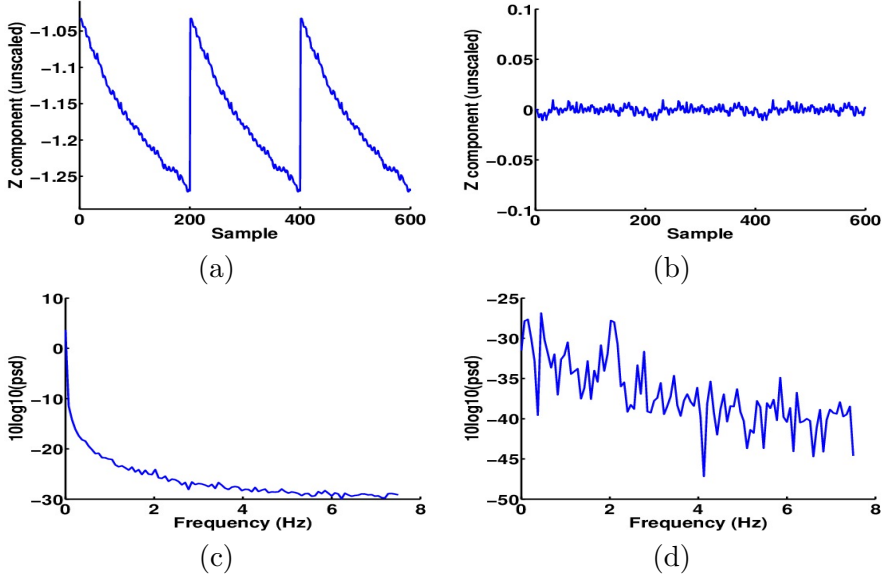 −1.05
−1.1
−1.15
−1.2
−1.25
Z component (unscaled)
0 200 400 600
Sample
(a)
0.1
0.05
0
−0.05
−0.1
Z component (unscaled)
0 200 400 600
Sample
(b)
10
0
−10
−20
−30
10log10(psd)
0 2 4 6 8
Frequency (Hz)
(c)
−25
−30
−35
−40
−45
−50
10log10(psd)
0 2 4 6 8
Frequency (Hz)
(d)